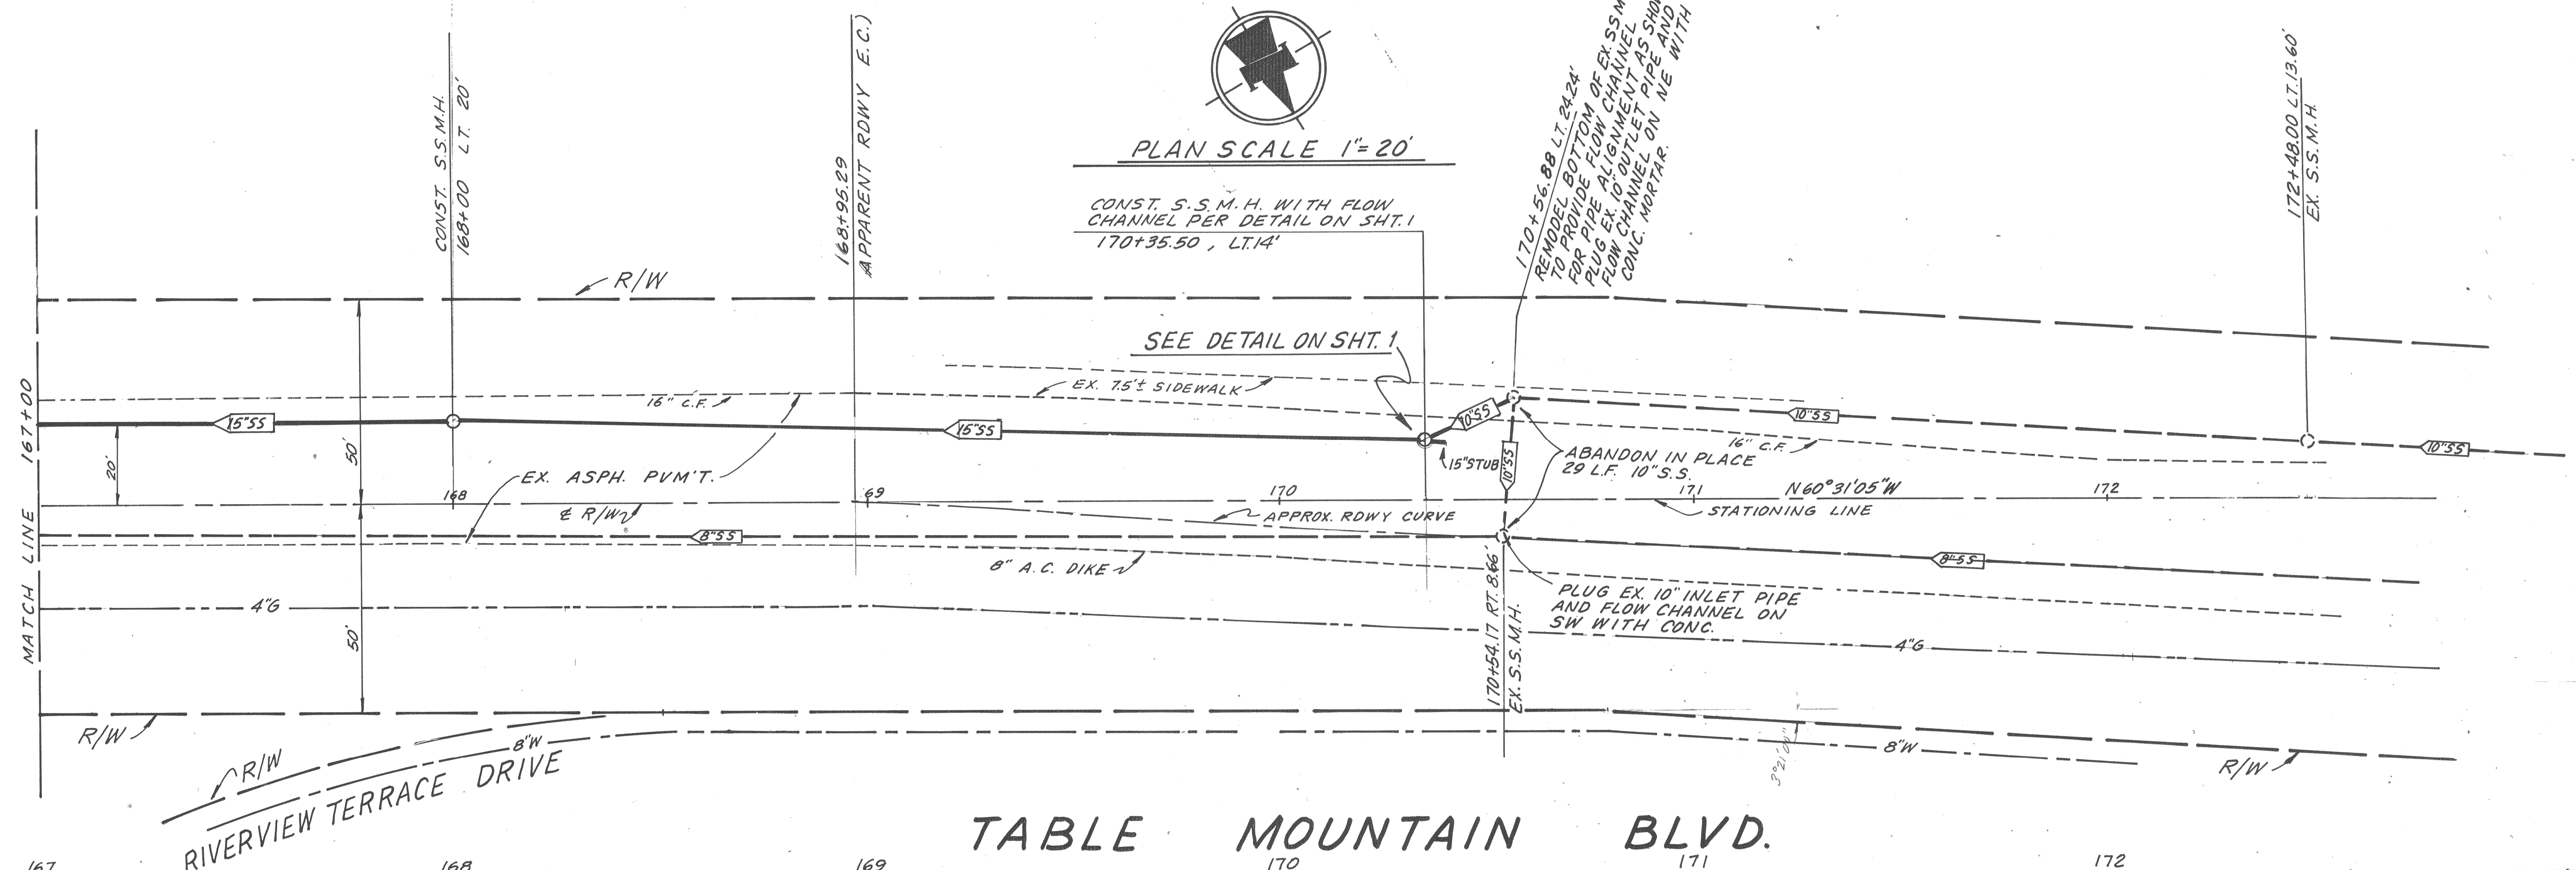 CONST. S.S.M.H.
168+00 LT. 20'
168+95.29
APPARENT RDWY E.C.)
PLAN SCALE 1"= 20'
CONST. S.S.M.H. WITH FLOW
CHANNEL PER DETAIL ON SHT. 1
170+35.50 , LT.14'
170+56.88 LT. 24.24'
REMODEL BOTTOM OF EX. SSM
TO PROVIDE FLOW CHANNEL
FOR PIPE ALIGNMENT AS SHO
PLUG EX. 10" OUTLET PIPE AND
FLOW CHANNEL ON NE WITH
CONC. MORTAR.
172+48.00 LT. 13.60'
EX. S.S.M.H.
R/W
SEE DETAIL ON SHT. 1
EX. 7.5'± SIDEWALK
16" C.F.
MATCH LINE 167+00
15"SS
15"SS
10"SS
10"SS
10"SS
10"SS
16" C.F.
20'
50'
15"STUB
ABANDON IN PLACE
29 L.F. 10" S.S.
EX. ASPH. PVM'T.
168
69
170
171
N60°31'05"W
172
℄ R/W
APPROX. RDWY CURVE
STATIONING LINE
8"SS
8"SS
8" A.C. DIKE
PLUG EX. 10" INLET PIPE
AND FLOW CHANNEL ON
SW WITH CONC.
4"G
50'
170+54.17 RT. 8.66'
EX. S.S.M.H.
4"G
R/W
R/W
8"W
RIVERVIEW TERRACE DRIVE
3°21'00"
8"W
R/W
TABLE MOUNTAIN BLVD.
167
168
169
170
171
172